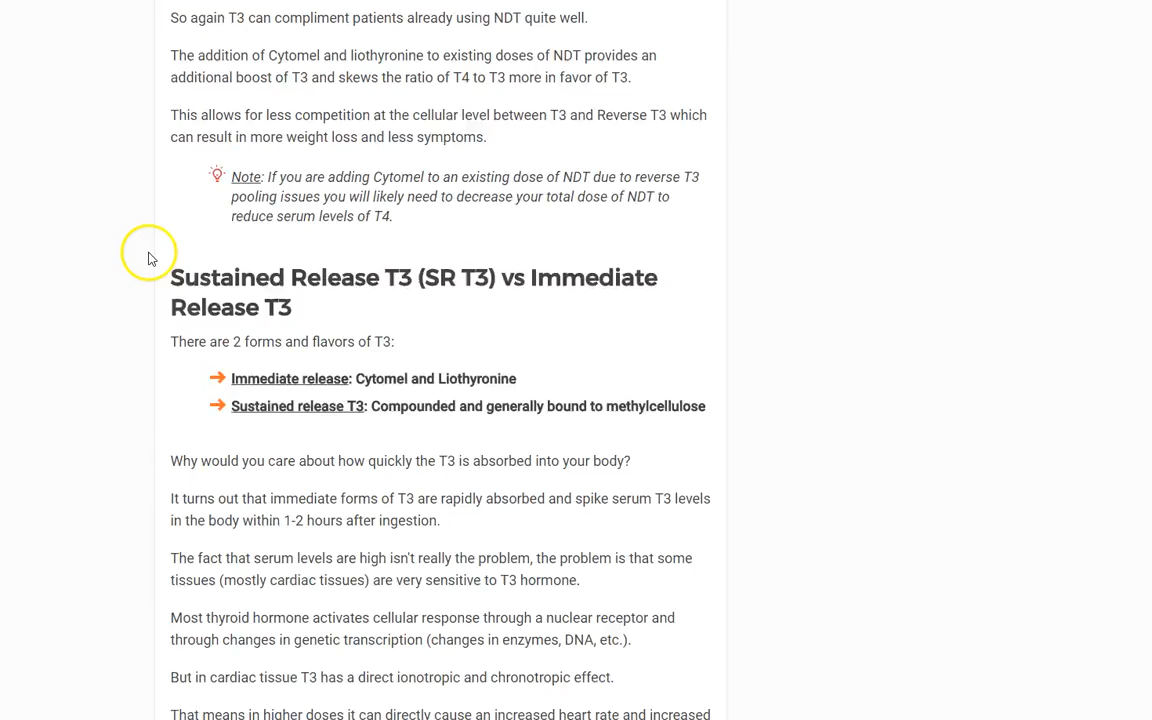 So again T3 can compliment patients already using NDT quite well.
The addition of Cytomel and liothyronine to existing doses of NDT provides an
additional boost of T3 and skews the ratio of T4 to T3 more in favor of T3.
This allows for less competition at the cellular level between T3 and Reverse T3 which
can result in more weight loss and less symptoms.
Note: If you are adding Cytomel to an existing dose of NDT due to reverse T3
pooling issues you will likely need to decrease your total dose of NDT to
reduce serum levels of T4.
Sustained Release T3 (SR T3) vs Immediate
Release T3
There are 2 forms and flavors of T3:
Immediate release: Cytomel and Liothyronine
Sustained release T3: Compounded and generally bound to methylcellulose
Why would you care about how quickly the T3 is absorbed into your body?
It turns out that immediate forms of T3 are rapidly absorbed and spike serum T3 levels
in the body within 1-2 hours after ingestion.
The fact that serum levels are high isn't really the problem, the problem is that some
tissues (mostly cardiac tissues) are very sensitive to T3 hormone.
Most thyroid hormone activates cellular response through a nuclear receptor and
through changes in genetic transcription (changes in enzymes, DNA, etc.).
But in cardiac tissue T3 has a direct ionotropic and chronotropic effect.
That means in higher doses it can directly cause an increased heart rate and increased